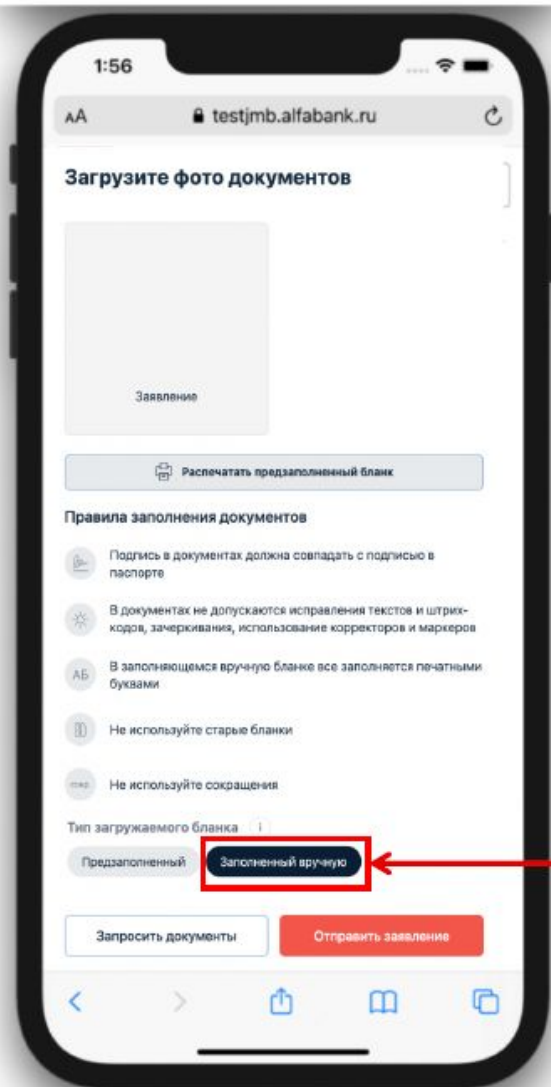 1:56
AA
testjmb.alfabank.ru
Загрузите фото документов
Заявление
Распечатать предзаполненный бланк
Правила заполнения документов
Подпись в документах должна совпадать с подписью в
паспорте
В документах не допускаются исправления текстов и штрих-
кодов, зачеркивания, использование корректоров и маркеров
АБ
В заполняющемся вручную бланке все заполняется печатными
буквами
Не используйте старые бланки
Не используйте сокращения
Тип загружаемого бланка i
Предзаполненный Заполненный вручную
Запросить документы Отправить заявление